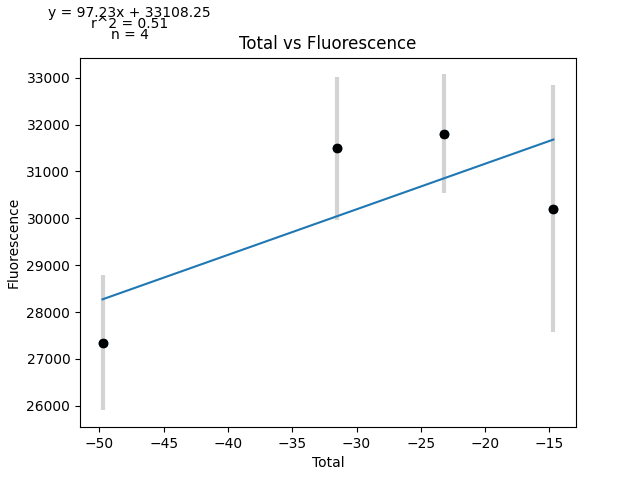 y = 97.23x + 33108.25
r^2 = 0.51
n = 4
Total vs Fluorescence
33000
32000
31000
30000
29000
28000
27000
26000
Fluorescence
−50 −45 −40 −35 −30 −25 −20 −15
Total